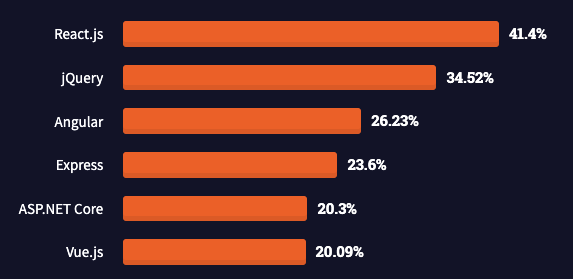 React.js 41.4%
jQuery 34.52%
Angular 26.23%
Express 23.6%
ASP.NET Core 20.3%
Vue.js 20.09%